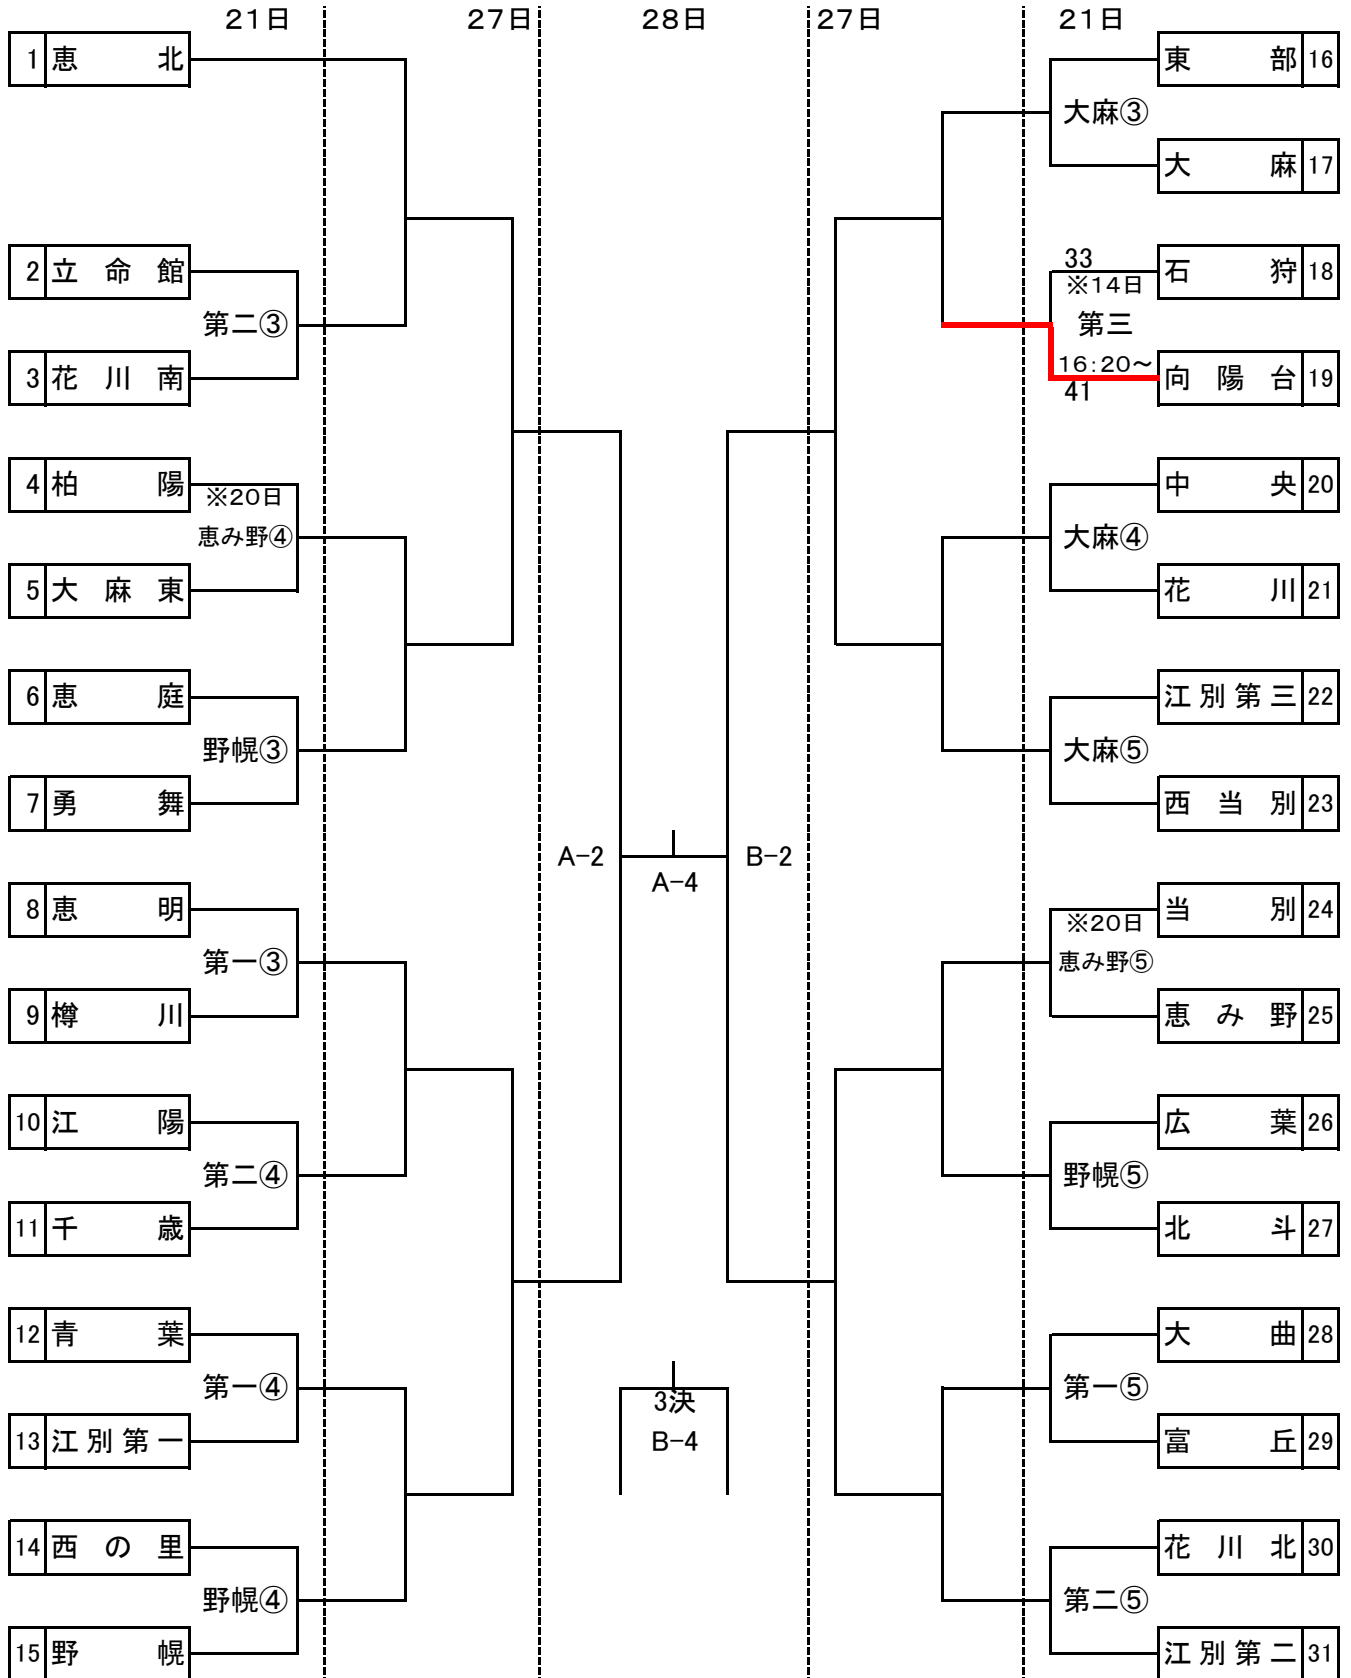 21日 27日 28日 27日 21日
1 恵北
2 立命館
第二③
3 花川南
4 柏陽
※20日
恵み野④
5 大麻東
6 恵庭
野幌③
7 勇舞
8 恵明
第一③
9 樽川
10 江陽
第二④
11 千歳
12 青葉
第一④
13 江別第一
14 西の里
野幌④
15 野幌
A-2
A-4
B-2
3決
B-4
東部 16
大麻③
大麻 17
33
石狩 18
※14日
第三
16:20～
向陽台 19
41
中央 20
大麻④
花川 21
江別第三 22
大麻⑤
西当別 23
当別 24
※20日
恵み野⑤
恵み野 25
広葉 26
野幌⑤
北斗 27
大曲 28
第一⑤
富丘 29
花川北 30
第二⑤
江別第二 31